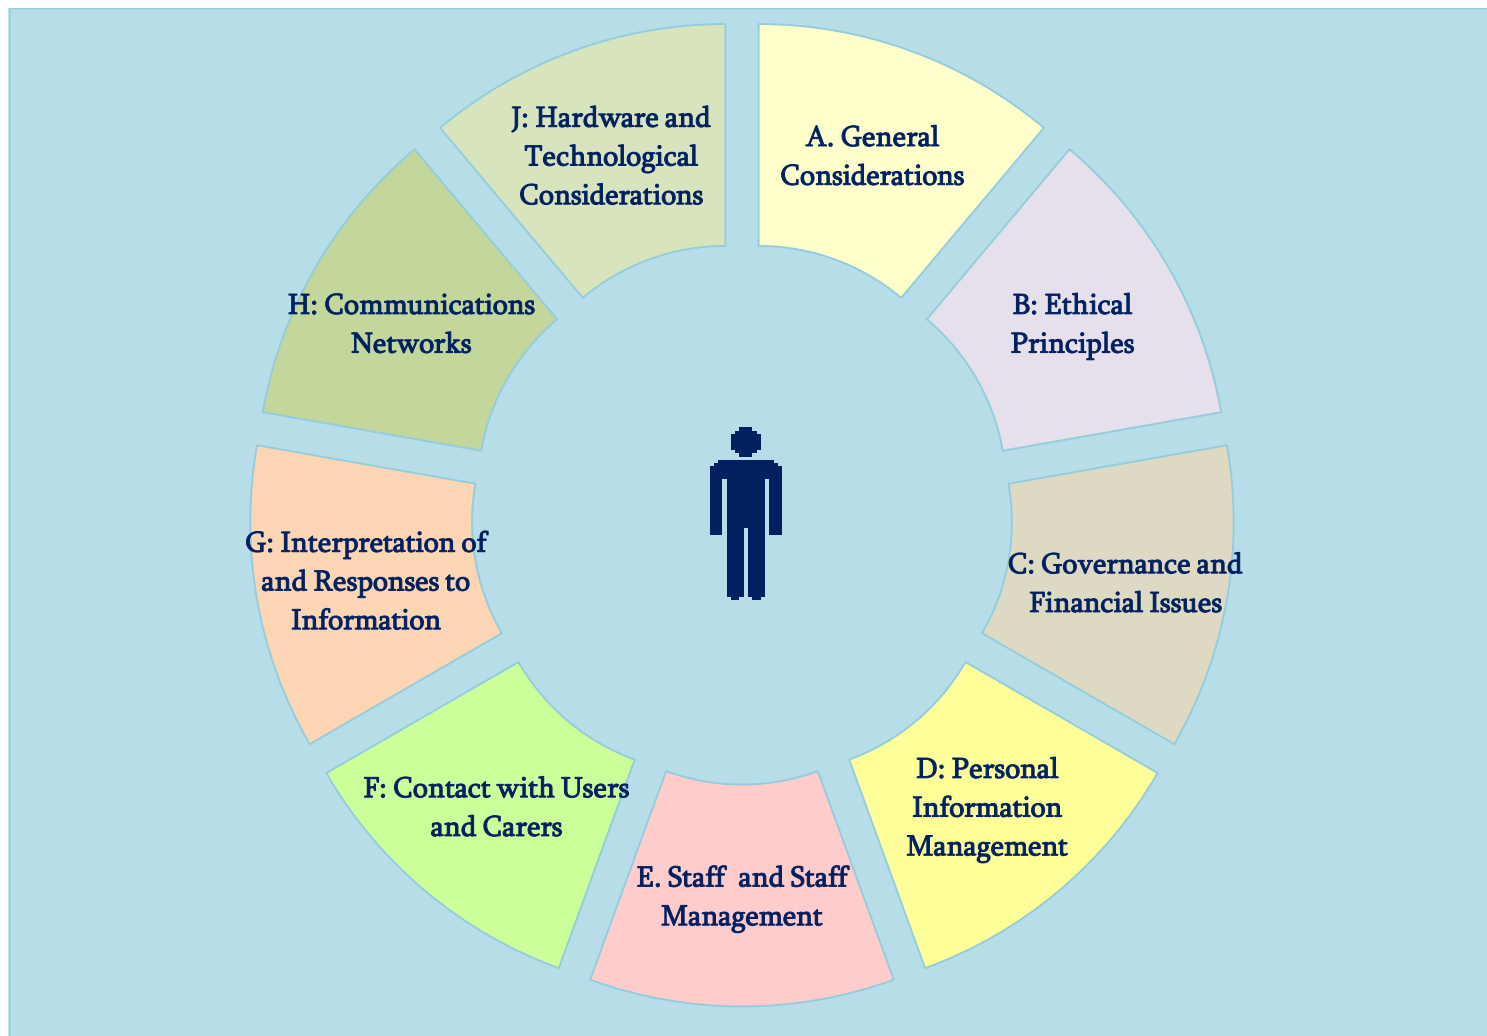 A. General
Considerations
B: Ethical
Principles
C: Governance and
Financial Issues
D: Personal
Information
Management
E. Staff  and Staff
Management
F: Contact with Users
and Carers
G: Interpretation of
and Responses to
Information
H: Communications
Networks
J: Hardware and
Technological
Considerations